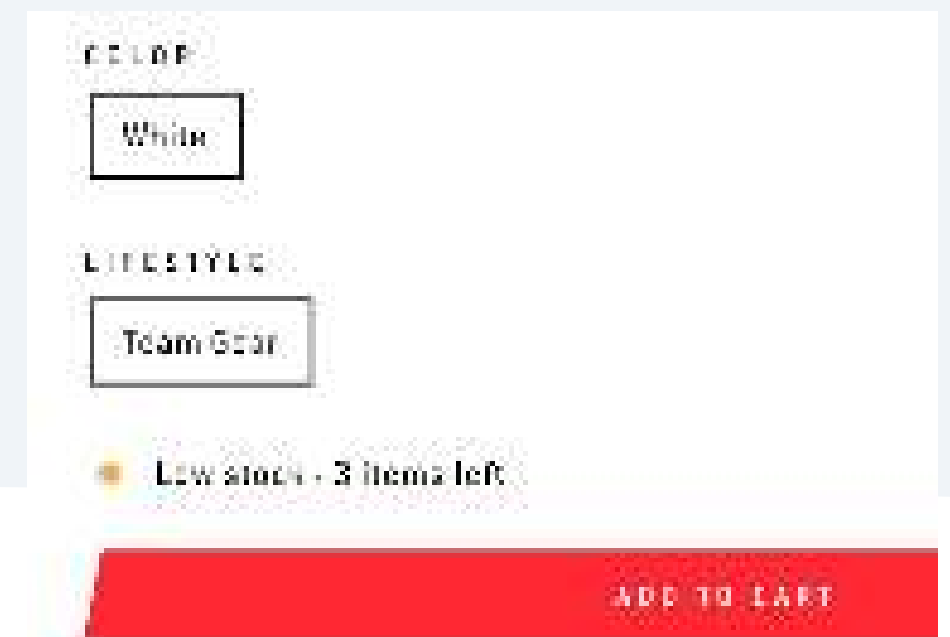 COLOR
White
LIFESTYLE
Team Gear
Low stock - 3 items left
ADD TO CART